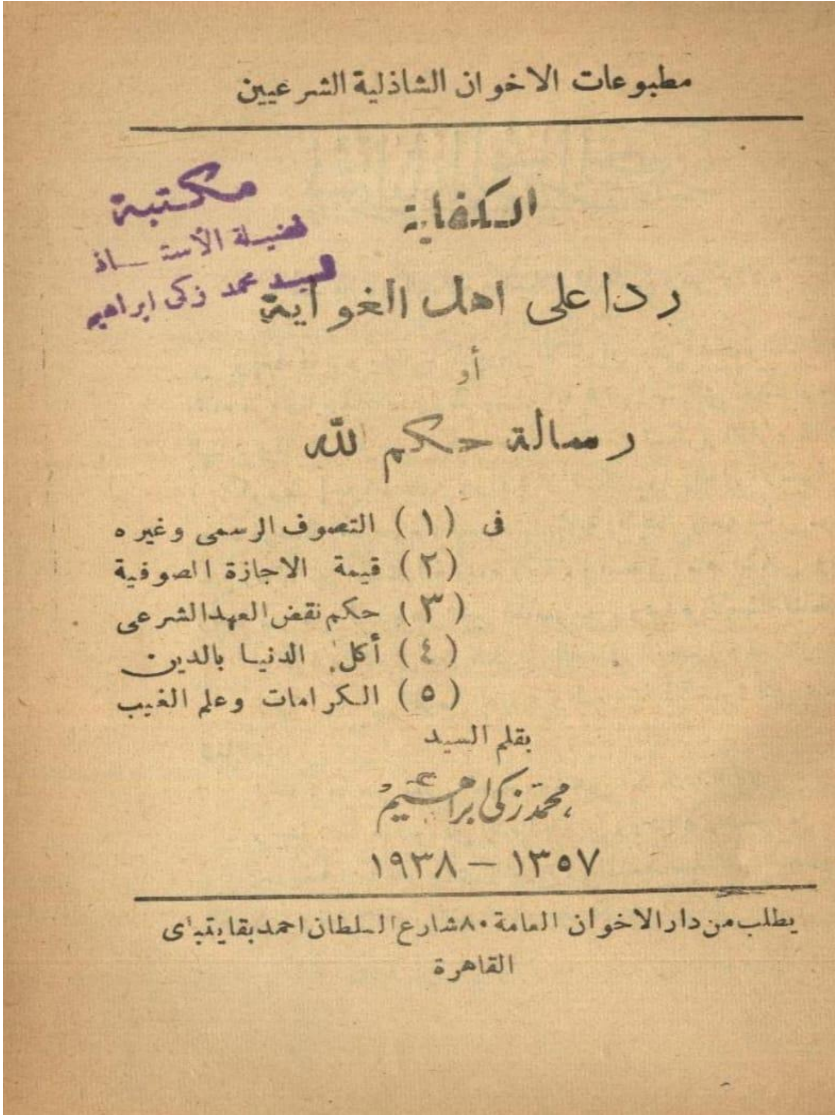 مطبوعات الاخوان الشاذلية الشرعيين
مكتبة
فضيلة الأستاذ
السيد محمد زكى ابراهيم
الكفاية
ردا على اهل الغواية
أو
رسالة حكم الله
فى (١) التصوف الرسمى وغيره
(٢) قيمة الاجازة الصوفية
(٣) حكم نقض العهد الشرعى
(٤) أكل الدنيا بالدين
(٥) الكرامات وعلم الغيب
بقلم السيد
محمد زكى ابراهيم
١٣٥٧ – ١٩٣٨
يطلب من دار الاخوان العامة ٨٠ شارع السلطان احمد بقايتباى
القاهرة